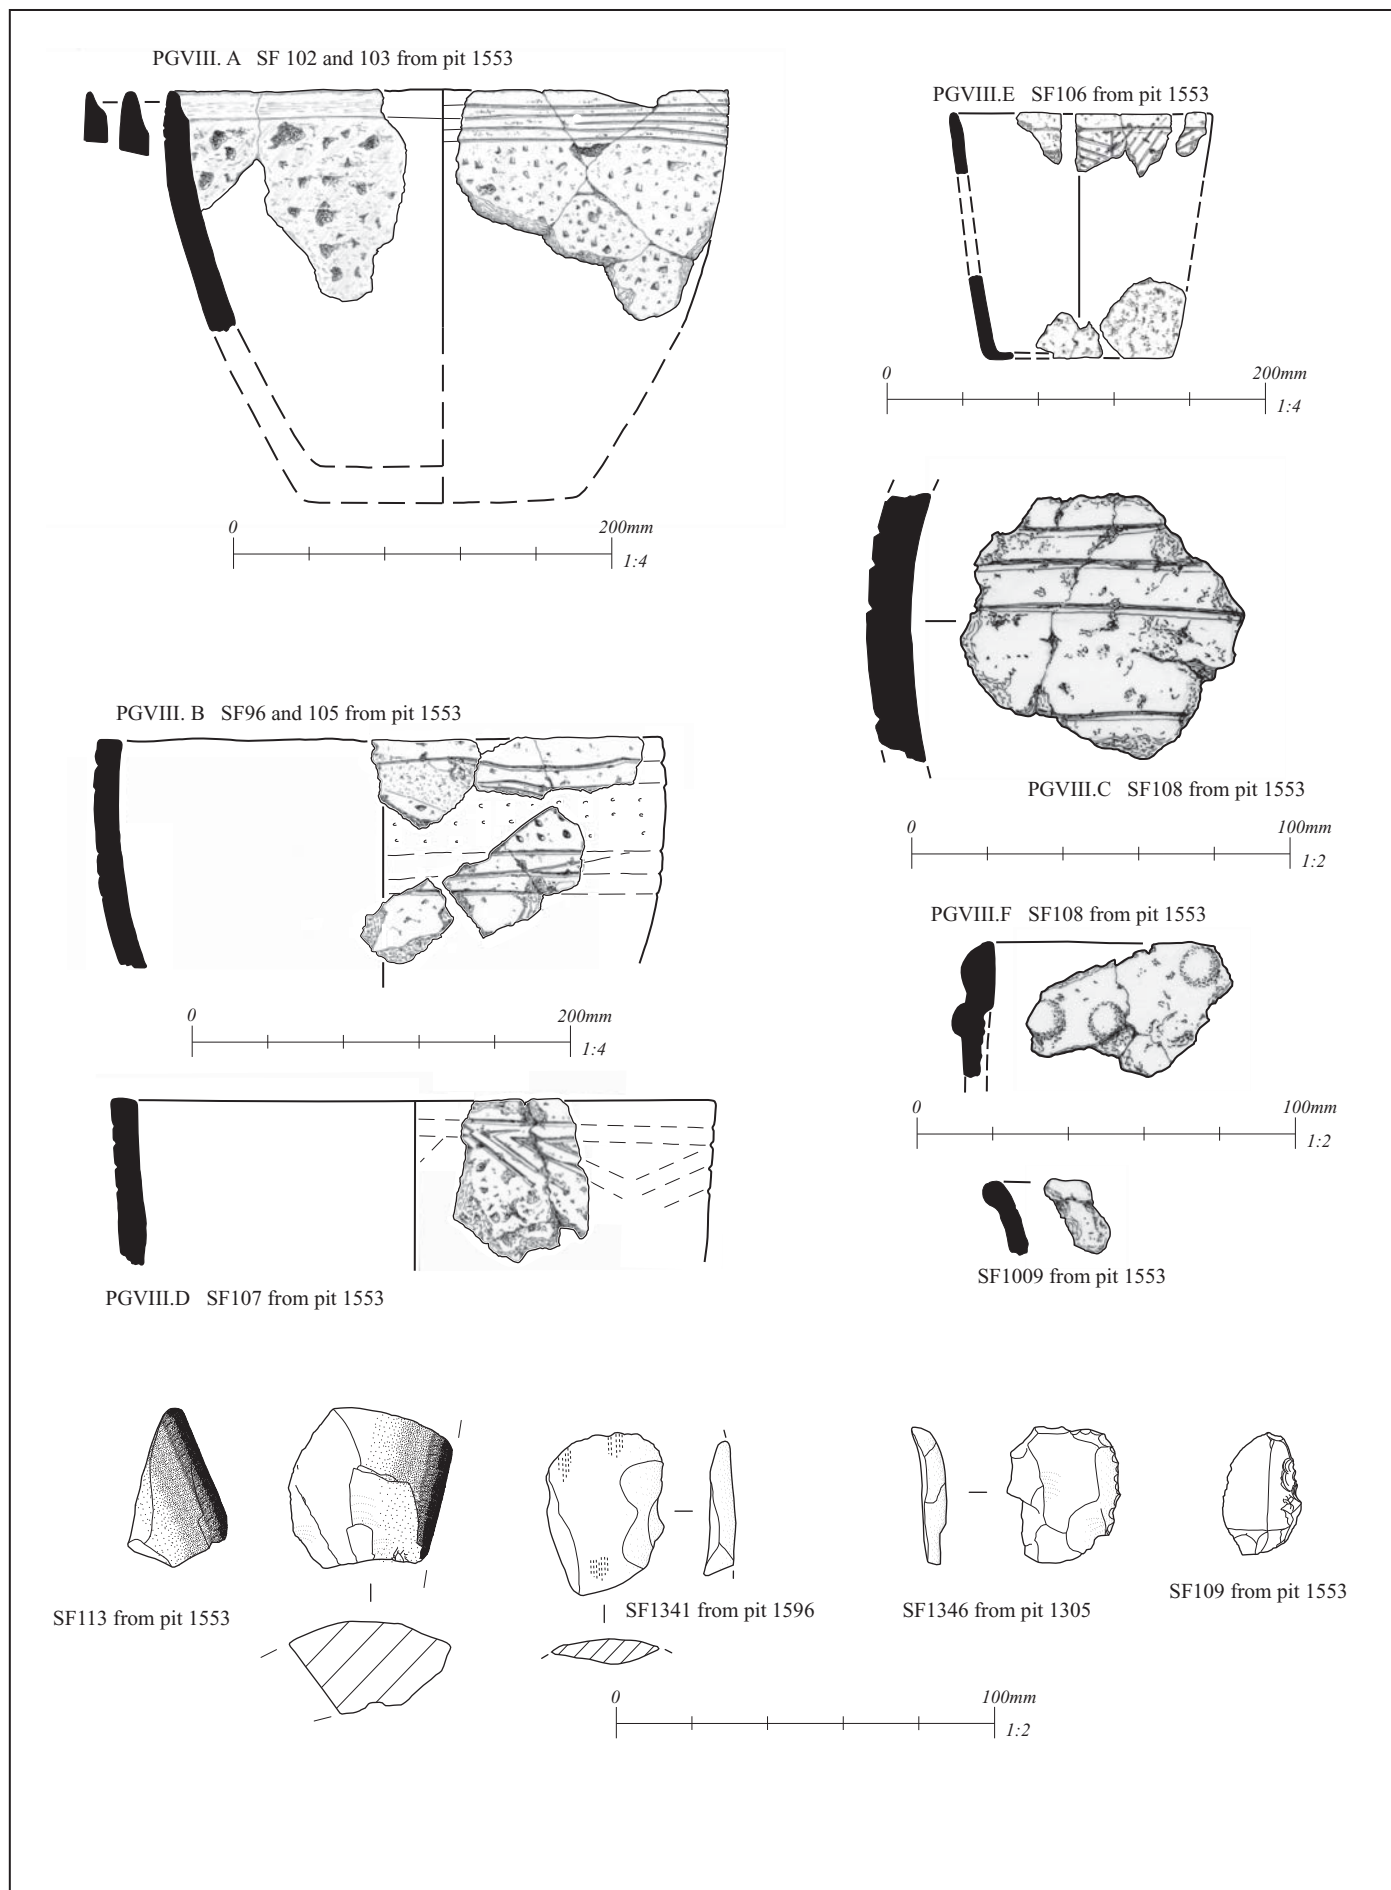 PGVIII. A SF 102 and 103 from pit 1553
0 200mm
1:4
PGVIII.E SF106 from pit 1553
0 200mm
1:4
PGVIII.C SF108 from pit 1553
0 100mm
1:2
PGVIII. B SF96 and 105 from pit 1553
0 200mm
1:4
PGVIII.F SF108 from pit 1553
0 100mm
1:2
PGVIII.D SF107 from pit 1553
SF1009 from pit 1553
SF113 from pit 1553
SF1341 from pit 1596
SF1346 from pit 1305
SF109 from pit 1553
0 100mm
1:2